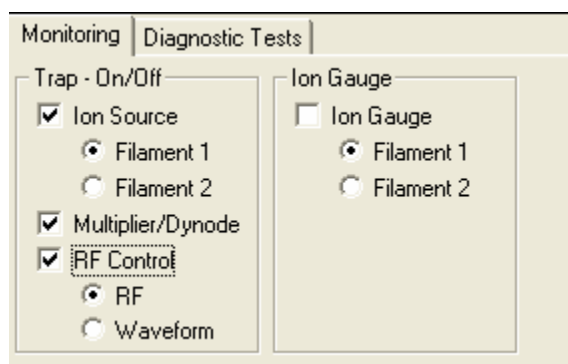 Monitoring
Diagnostic Tests
Trap - On/Off
Ion Source
Filament 1
Filament 2
Multiplier/Dynode
RF Control
RF
Waveform
Ion Gauge
Ion Gauge
Filament 1
Filament 2